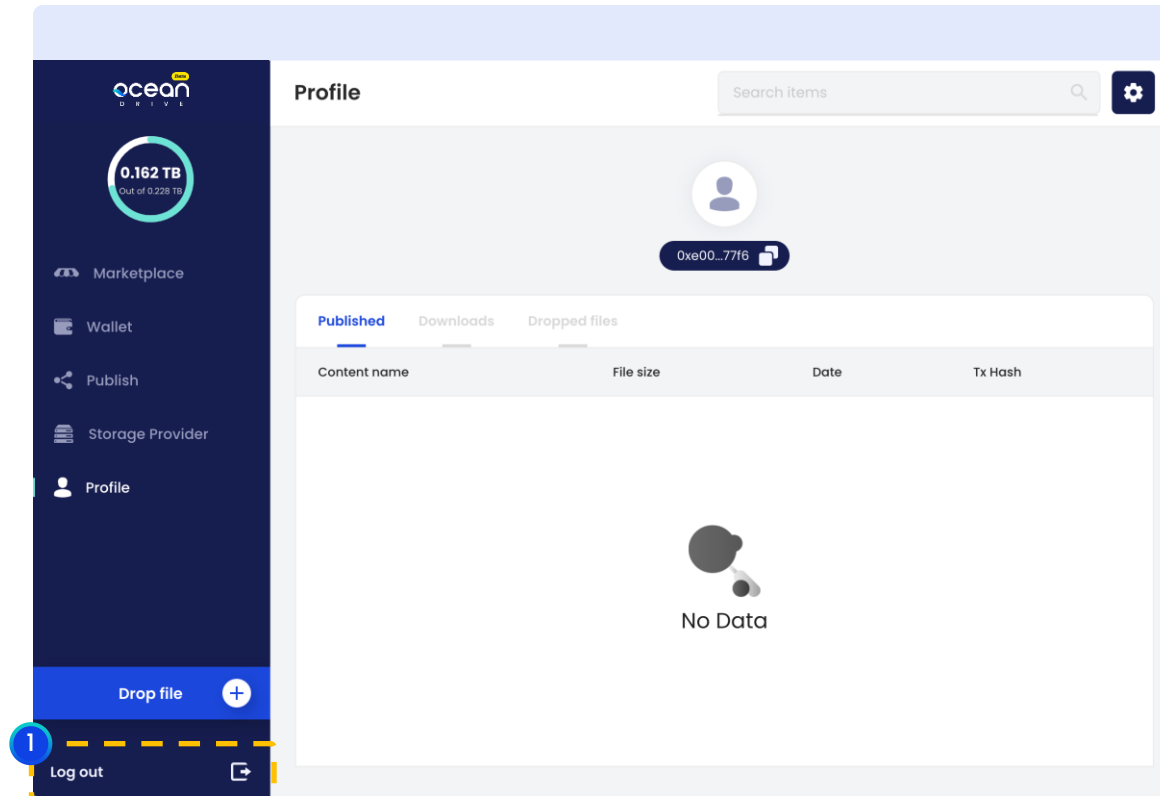 Beta
ocean
DRIVE
0.162 TB
Out of 0.228 TB
Marketplace
Wallet
Publish
Storage Provider
Profile
Drop file
1
Log out
Profile
Search items
0xe00...77f6
Published Downloads Dropped files
Content name File size Date Tx Hash
No Data